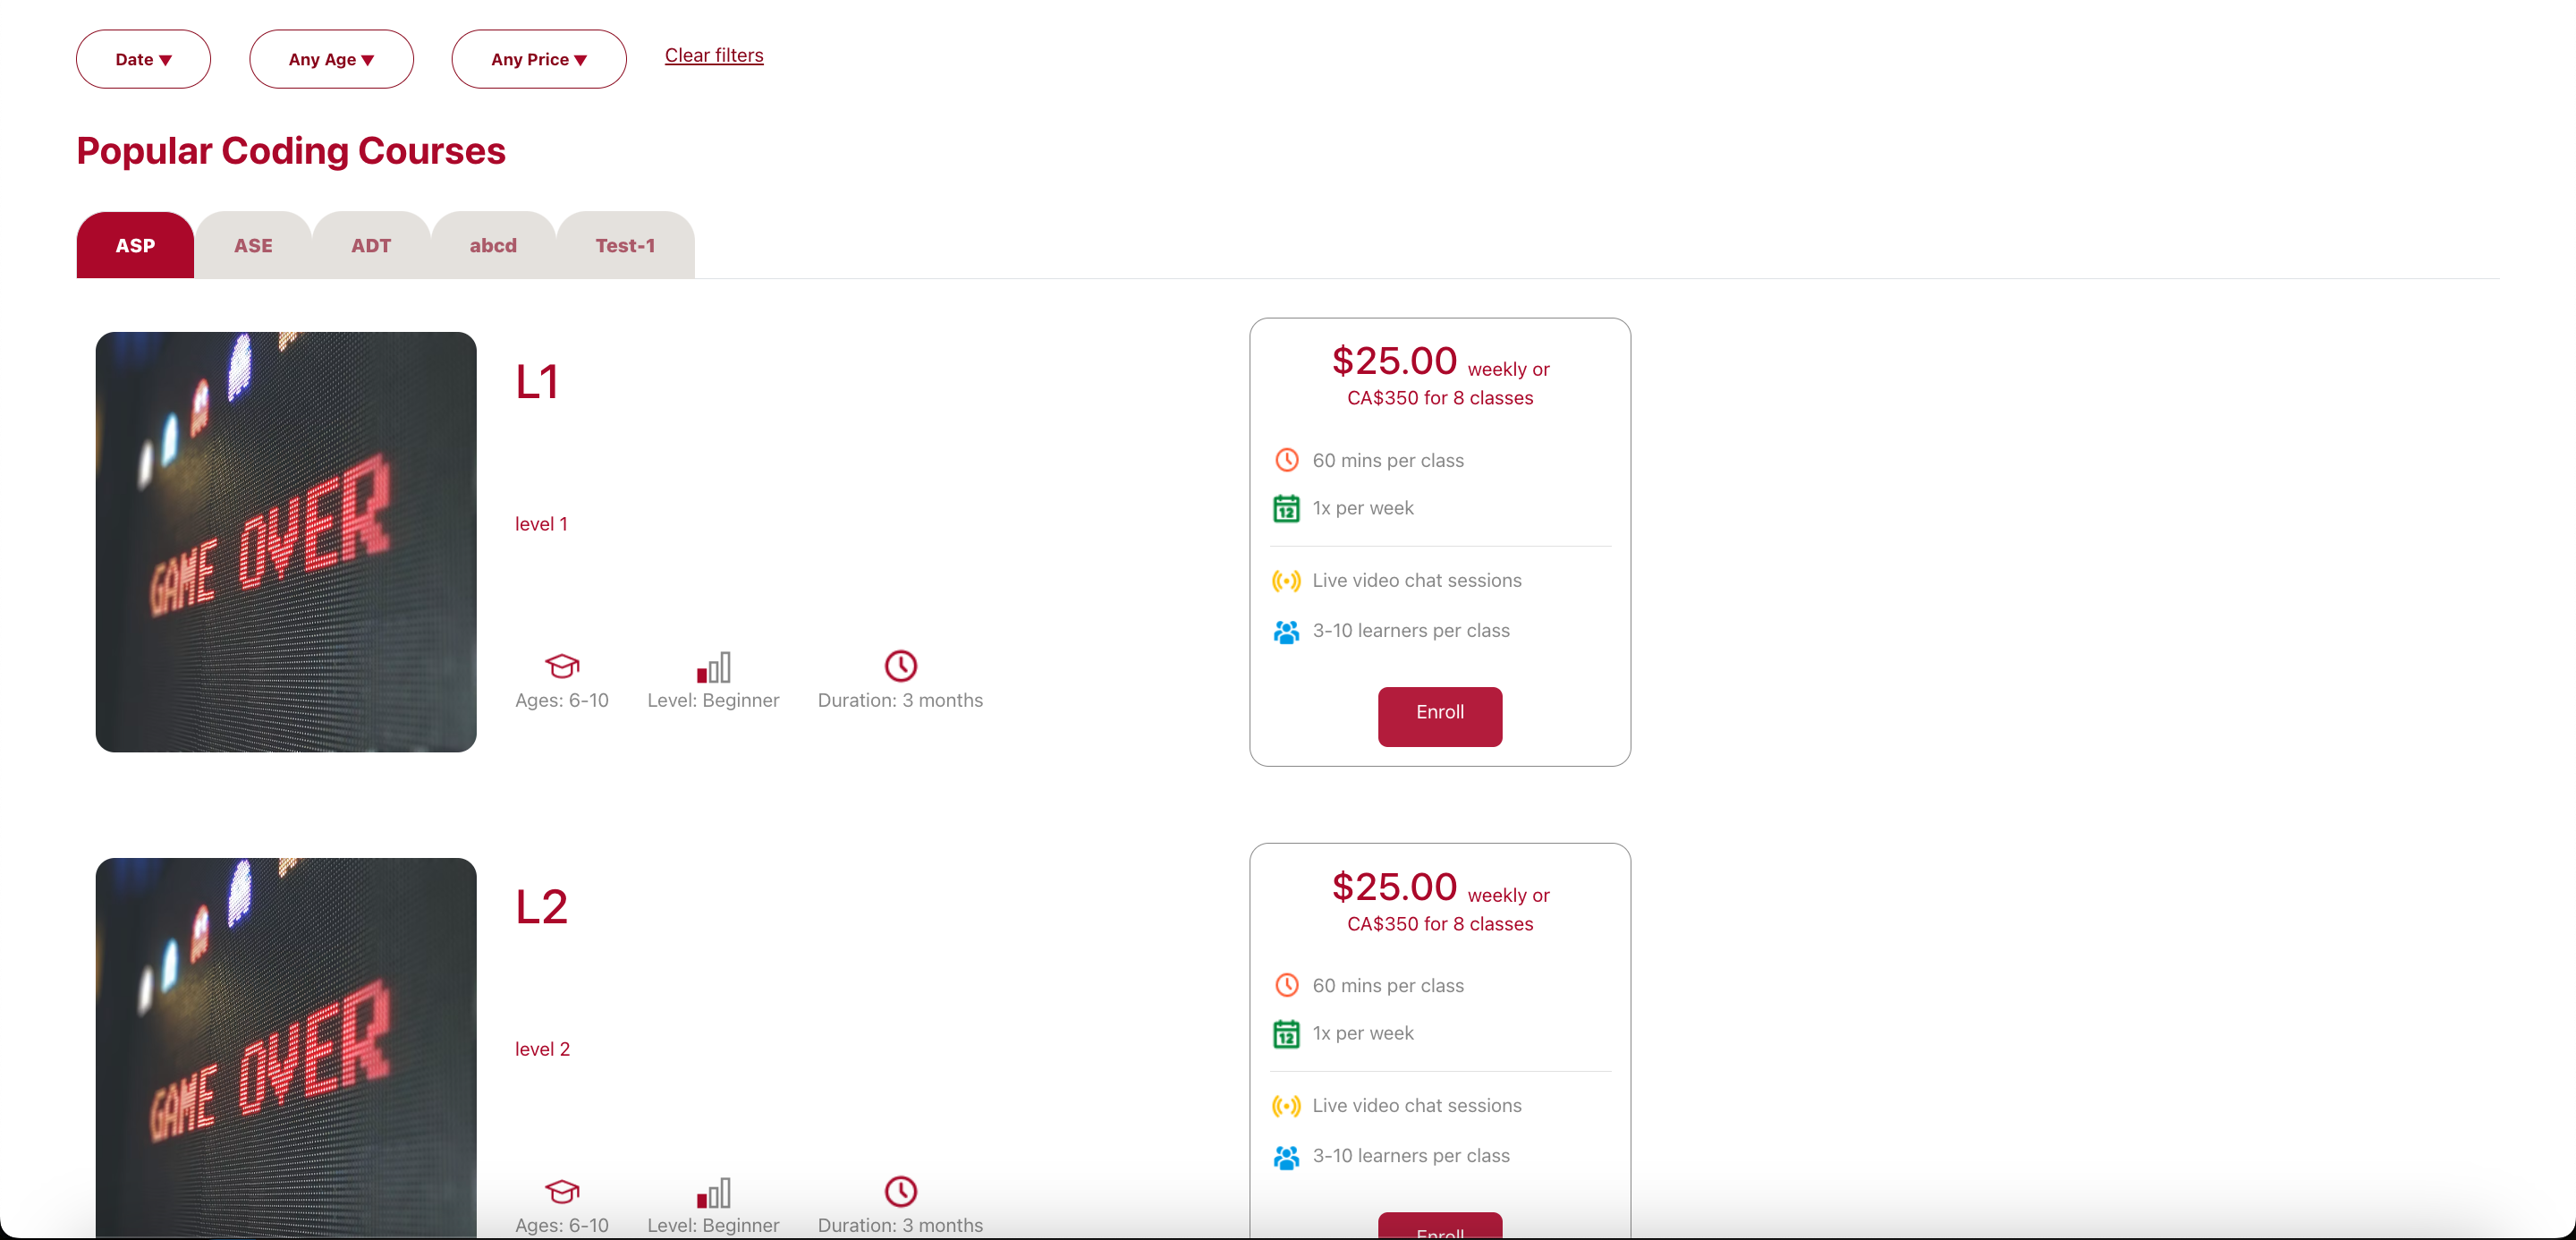 Date ▼ Any Age ▼ Any Price ▼ Clear filters
Popular Coding Courses
ASP ASE ADT abcd Test-1
GAME OVER
L1
level 1
Ages: 6-10 Level: Beginner Duration: 3 months
$25.00 weekly or
CA$350 for 8 classes
60 mins per class
12 1x per week
Live video chat sessions
3-10 learners per class
Enroll
GAME OVER
L2
level 2
Ages: 6-10 Level: Beginner Duration: 3 months
$25.00 weekly or
CA$350 for 8 classes
60 mins per class
12 1x per week
Live video chat sessions
3-10 learners per class
Enroll